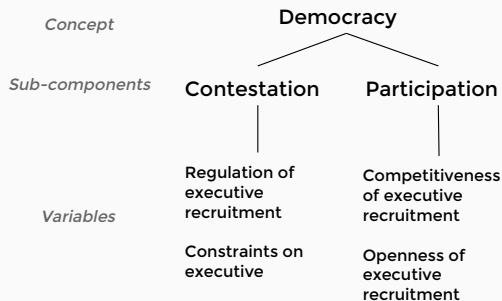 Concept
Democracy
Sub-components
Contestation
Participation
Variables
Regulation of
executive
recruitment
Constraints on
executive
Competitiveness
of executive
recruitment
Openness of
executive
recruitment